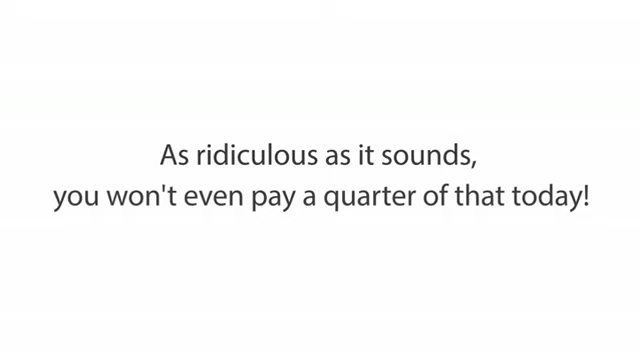 As ridiculous as it sounds,
you won't even pay a quarter of that today!